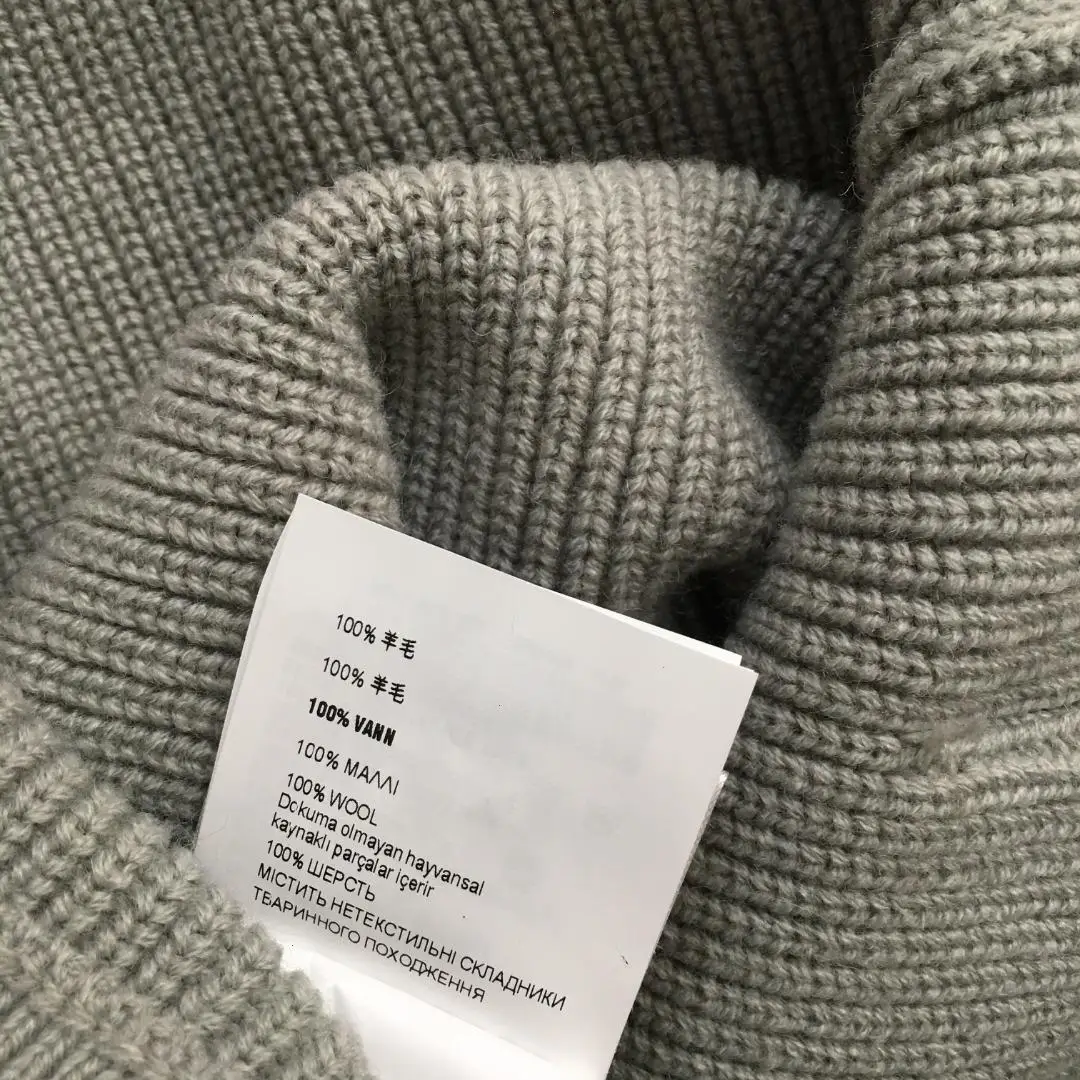 100% 羊毛
100% 羊毛
100% VANN
100% ΜΑΛΛΙ
100% WOOL
Dokuma olmayan hayvansal
kaynaklı parçalar içerir
100% ШЕРСТЬ
МІСТИТЬ НЕТЕКСТИЛЬНІ СКЛАДНИКИ
ТВАРИННОГО ПОХОДЖЕННЯ